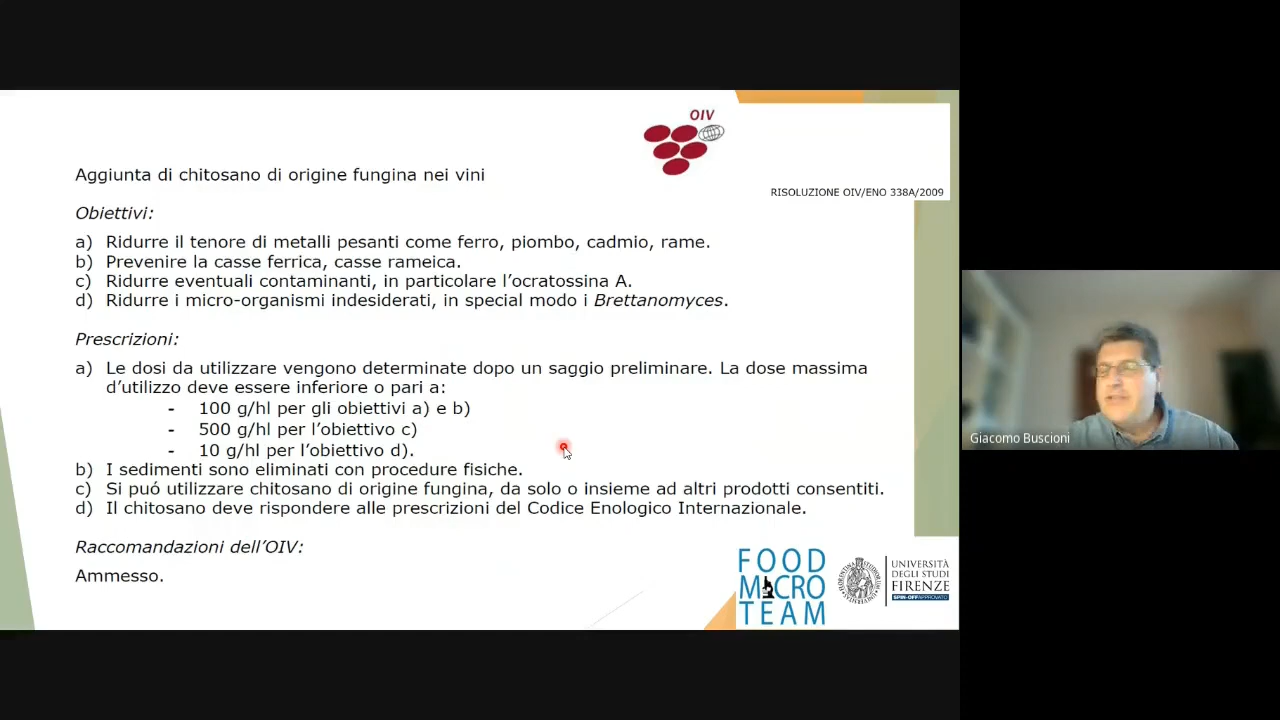 OIV
RISOLUZIONE OIV/ENO 338A/2009
Aggiunta di chitosano di origine fungina nei vini
Obiettivi:
a) Ridurre il tenore di metalli pesanti come ferro, piombo, cadmio, rame.
b) Prevenire la casse ferrica, casse rameica.
c) Ridurre eventuali contaminanti, in particolare l'ocratossina A.
d) Ridurre i micro-organismi indesiderati, in special modo i Brettanomyces.
Prescrizioni:
a) Le dosi da utilizzare vengono determinate dopo un saggio preliminare. La dose massima
d'utilizzo deve essere inferiore o pari a:
- 100 g/hl per gli obiettivi a) e b)
- 500 g/hl per l'obiettivo c)
- 10 g/hl per l'obiettivo d).
b) I sedimenti sono eliminati con procedure fisiche.
c) Si puó utilizzare chitosano di origine fungina, da solo o insieme ad altri prodotti consentiti.
d) Il chitosano deve rispondere alle prescrizioni del Codice Enologico Internazionale.
Raccomandazioni dell'OIV:
Ammesso.
FOOD
MICRO
TEAM
UNIVERSITÀ
DEGLI STUDI
FIRENZE
SPIN-OFF APPROVATO
Giacomo Buscioni